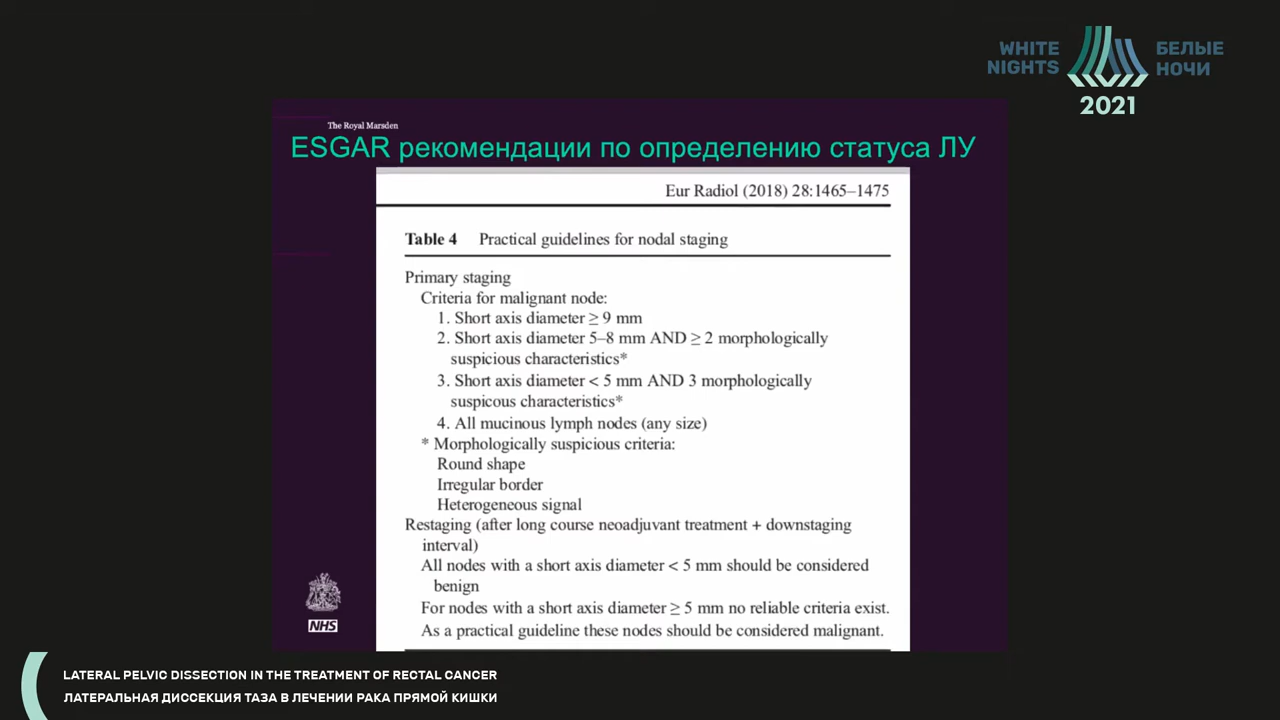 WHITE
NIGHTS
БЕЛЫЕ
НОЧИ
2021
The Royal Marsden
ESGAR рекомендации по определению статуса ЛУ
Eur Radiol (2018) 28:1465–1475
Table 4 Practical guidelines for nodal staging
Primary staging
Criteria for malignant node:
1. Short axis diameter ≥ 9 mm
2. Short axis diameter 5–8 mm AND ≥ 2 morphologically
suspicious characteristics*
3. Short axis diameter < 5 mm AND 3 morphologically
suspicous characteristics*
4. All mucinous lymph nodes (any size)
* Morphologically suspicious criteria:
Round shape
Irregular border
Heterogeneous signal
Restaging (after long course neoadjuvant treatment + downstaging
interval)
All nodes with a short axis diameter < 5 mm should be considered
benign
For nodes with a short axis diameter ≥ 5 mm no reliable criteria exist.
As a practical guideline these nodes should be considered malignant.
NHS
LATERAL PELVIC DISSECTION IN THE TREATMENT OF RECTAL CANCER
ЛАТЕРАЛЬНАЯ ДИССЕКЦИЯ ТАЗА В ЛЕЧЕНИИ РАКА ПРЯМОЙ КИШКИ